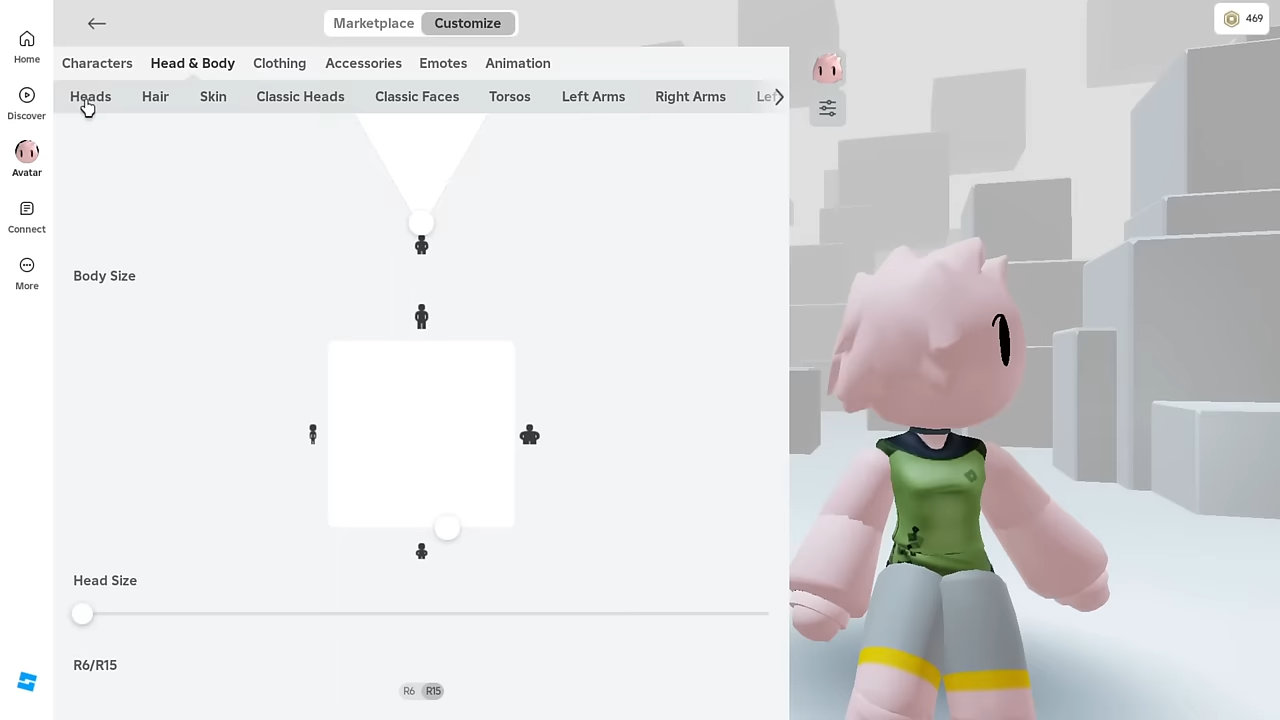 Marketplace Customize
469
Home
Discover
Avatar
Connect
More
Characters Head & Body Clothing Accessories Emotes Animation
Heads Hair Skin Classic Heads Classic Faces Torsos Left Arms Right Arms Lef
Body Size
Head Size
R6/R15
R6 R15